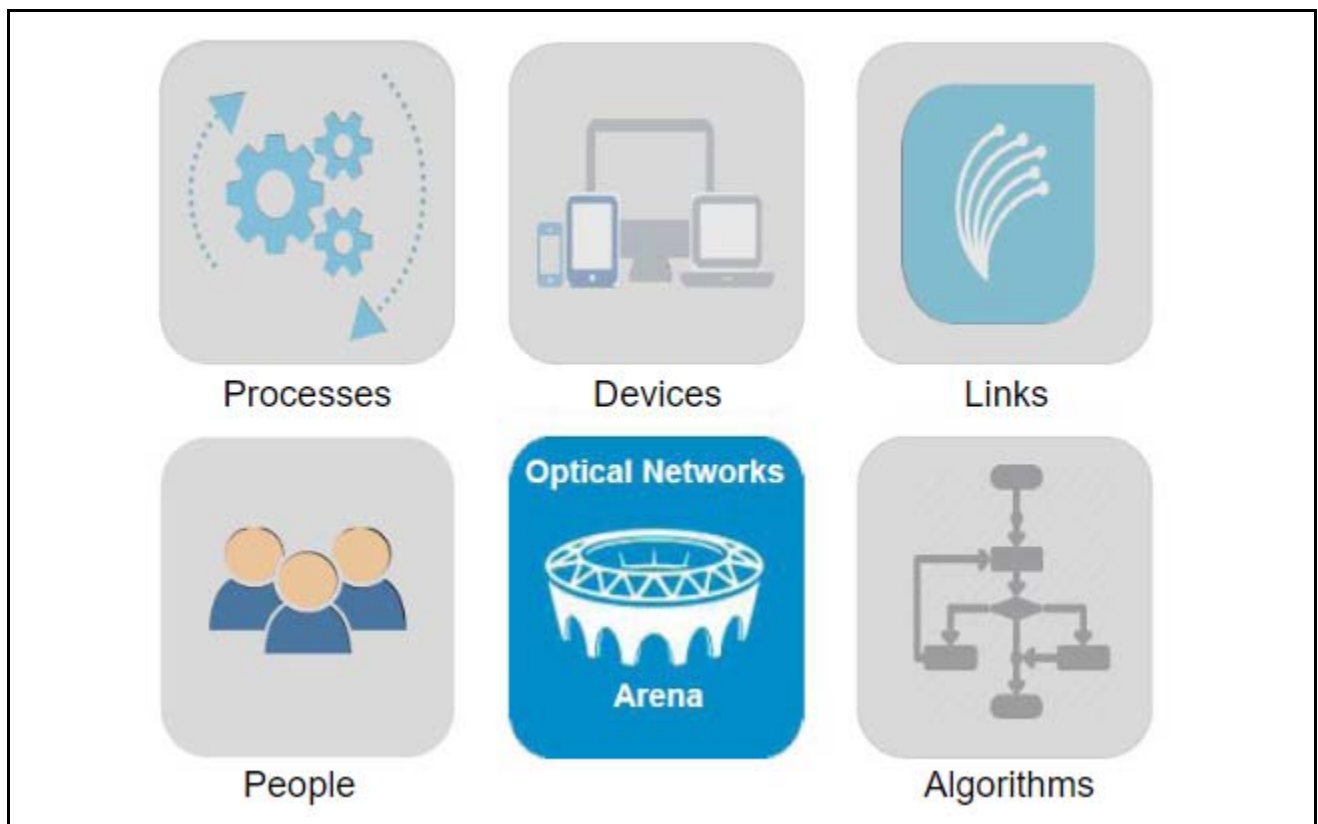 Processes
Devices
Links
Optical Networks
Arena
People
Algorithms